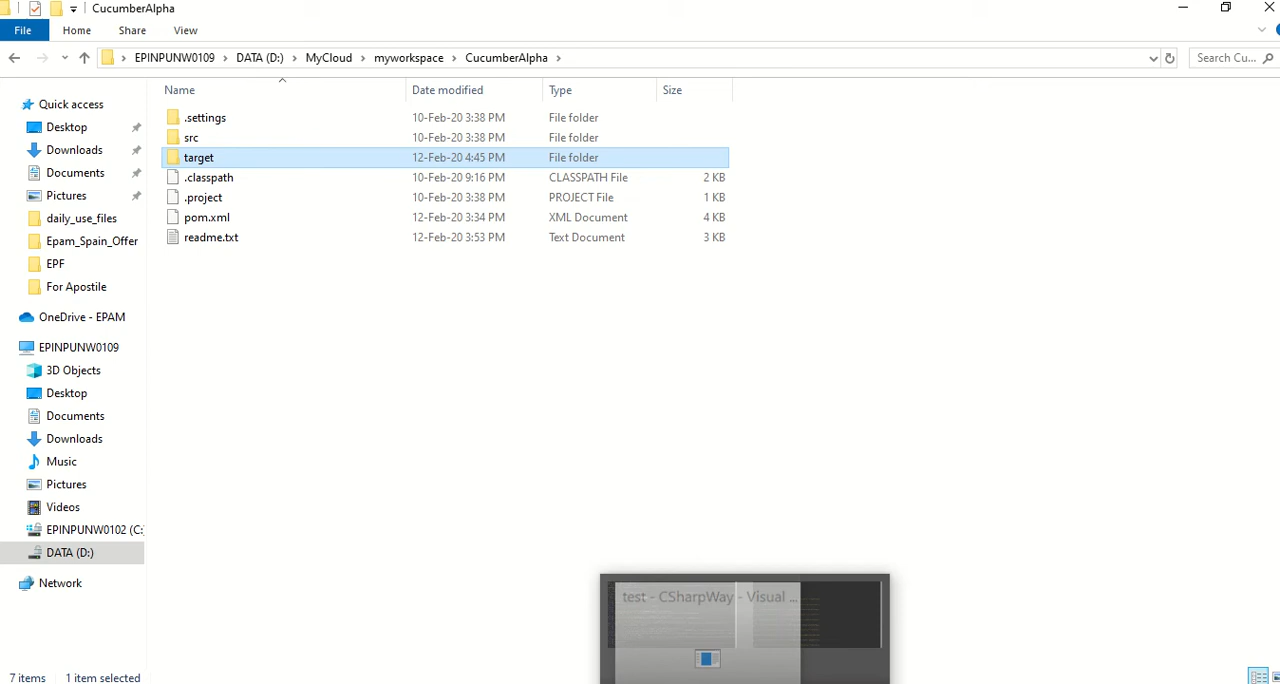 CucumberAlpha
File Home Share View
EPINPUNW0109 DATA (D:) MyCloud myworkspace CucumberAlpha Search Cu...
Name Date modified Type Size
.settings 10-Feb-20 3:38 PM File folder
src 10-Feb-20 3:38 PM File folder
target 12-Feb-20 4:45 PM File folder
.classpath 10-Feb-20 9:16 PM CLASSPATH File 2 KB
.project 10-Feb-20 3:38 PM PROJECT File 1 KB
pom.xml 12-Feb-20 3:34 PM XML Document 4 KB
readme.txt 12-Feb-20 3:53 PM Text Document 3 KB
Quick access
Desktop
Downloads
Documents
Pictures
daily_use_files
Epam_Spain_Offer
EPF
For Apostile
OneDrive - EPAM
EPINPUNW0109
3D Objects
Desktop
Documents
Downloads
Music
Pictures
Videos
EPINPUNW0102 (C:
DATA (D:)
Network
test - CSharpWay - Visual ...
7 items 1 item selected